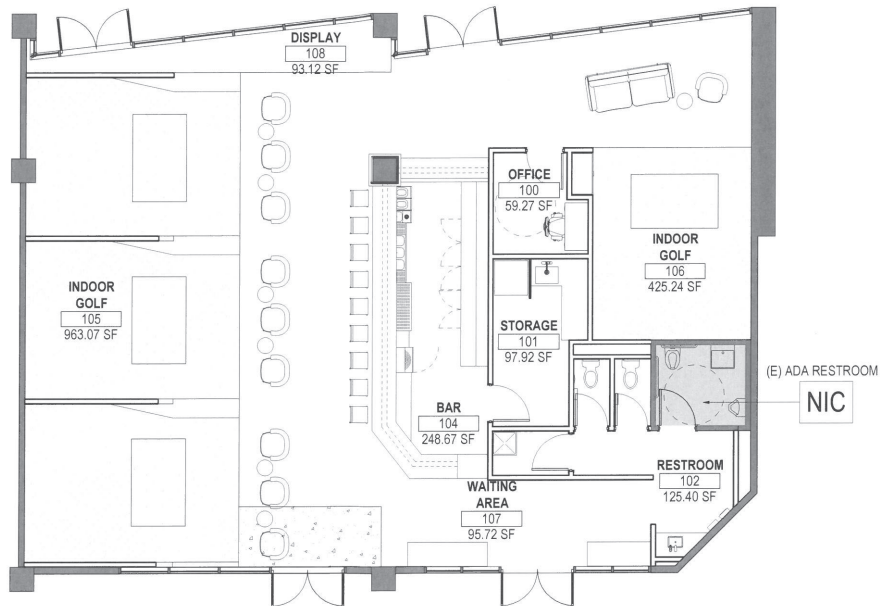 DISPLAY
108
93.12 SF
OFFICE
100
59.27 SF
INDOOR
GOLF
106
425.24 SF
INDOOR
GOLF
105
963.07 SF
STORAGE
101
97.92 SF
(E) ADA RESTROOM
NIC
BAR
104
248.67 SF
RESTROOM
102
125.40 SF
WAITING
AREA
107
95.72 SF